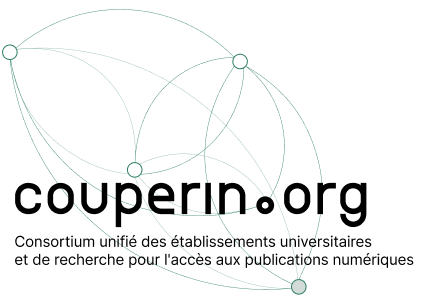 couperin.org
Consortium unifié des établissements universitaires
et de recherche pour l'accès aux publications numériques